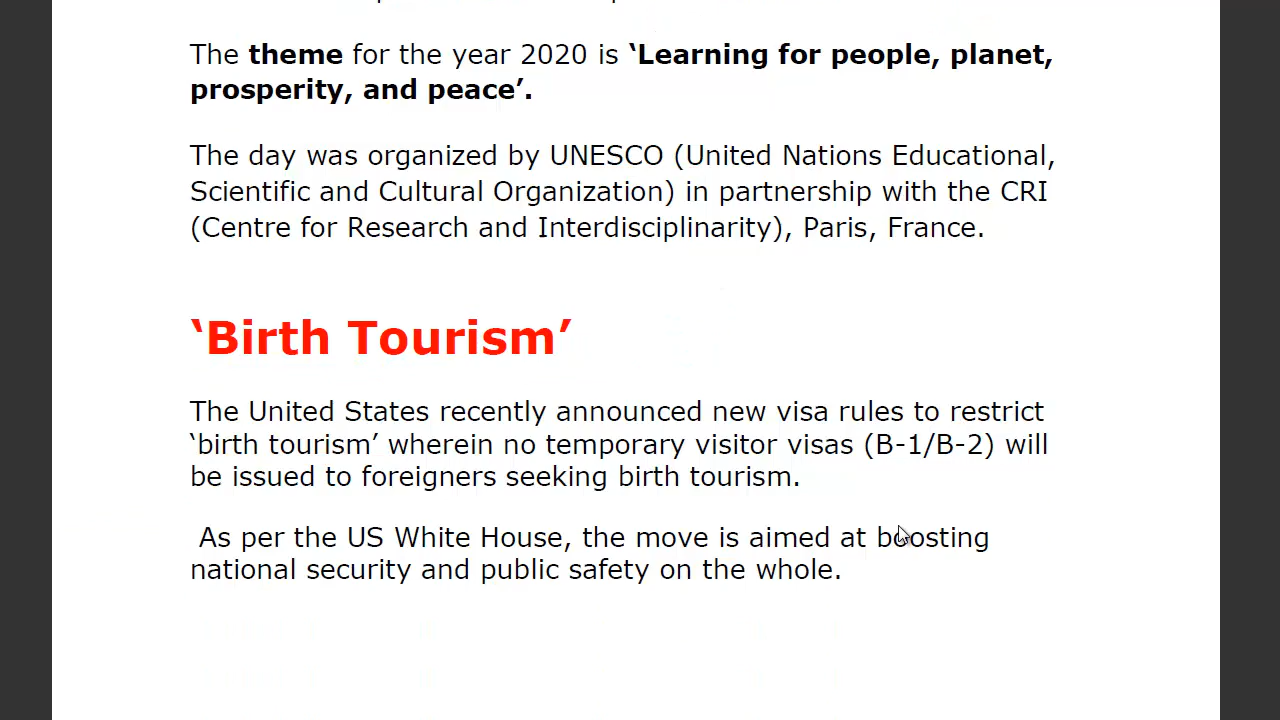 The theme for the year 2020 is ‘Learning for people, planet,
prosperity, and peace’.
The day was organized by UNESCO (United Nations Educational,
Scientific and Cultural Organization) in partnership with the CRI
(Centre for Research and Interdisciplinarity), Paris, France.
‘Birth Tourism’
The United States recently announced new visa rules to restrict
‘birth tourism’ wherein no temporary visitor visas (B-1/B-2) will
be issued to foreigners seeking birth tourism.
As per the US White House, the move is aimed at boosting
national security and public safety on the whole.